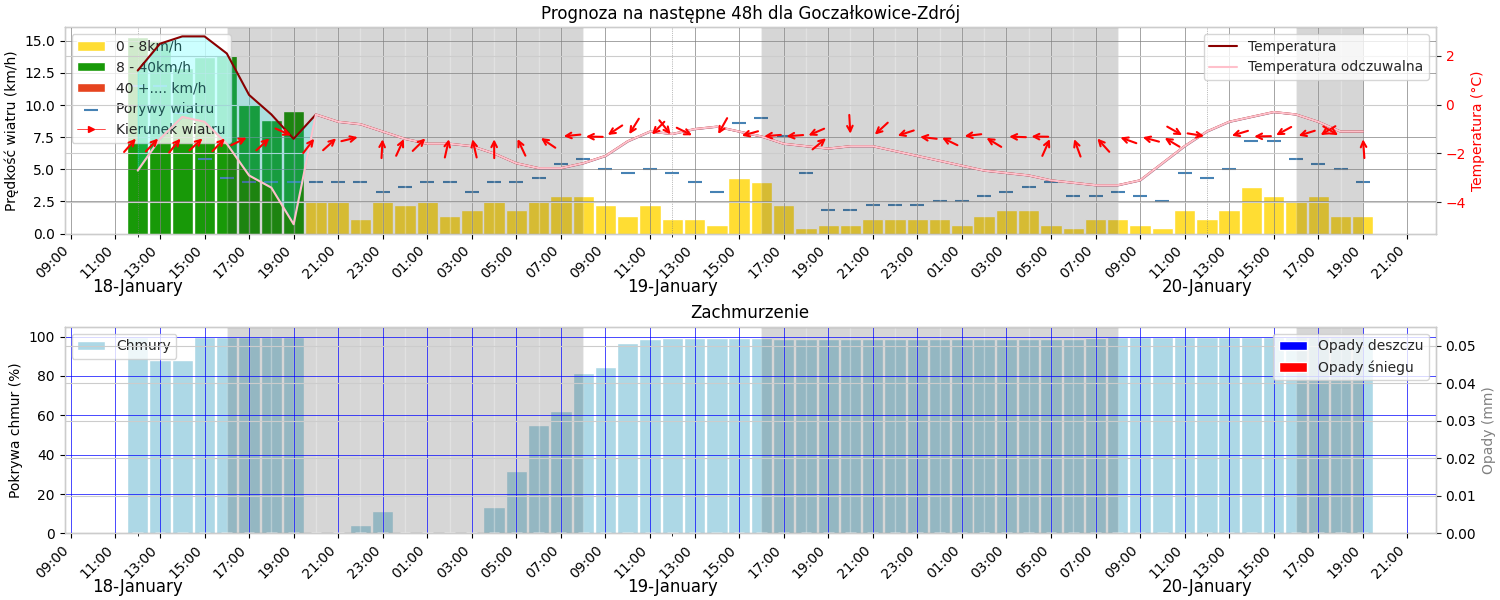 Prognoza na następne 48h dla Goczałkowice-Zdrój
Prędkość wiatru (km/h)
15.0
12.5
10.0
7.5
5.0
2.5
0.0
0 - 8km/h
8 - 40km/h
40 +.... km/h
Porywy wiatru
Kierunek wiatru
Temperatura
Temperatura odczuwalna
2
0
−2
−4
Temperatura (°C)
09:00 11:00 13:00 15:00 17:00 19:00 21:00 23:00 01:00 03:00 05:00 07:00 09:00 11:00 13:00 15:00 17:00 19:00 21:00 23:00 01:00 03:00 05:00 07:00 09:00 11:00 13:00 15:00 17:00 19:00 21:00
18-January 19-January 20-January
Zachmurzenie
Pokrywa chmur (%)
100
80
60
40
20
0
Chmury
Opady deszczu
Opady śniegu
0.05
0.04
0.03
0.02
0.01
0.00
Opady (mm)
09:00 11:00 13:00 15:00 17:00 19:00 21:00 23:00 01:00 03:00 05:00 07:00 09:00 11:00 13:00 15:00 17:00 19:00 21:00 23:00 01:00 03:00 05:00 07:00 09:00 11:00 13:00 15:00 17:00 19:00 21:00
18-January 19-January 20-January